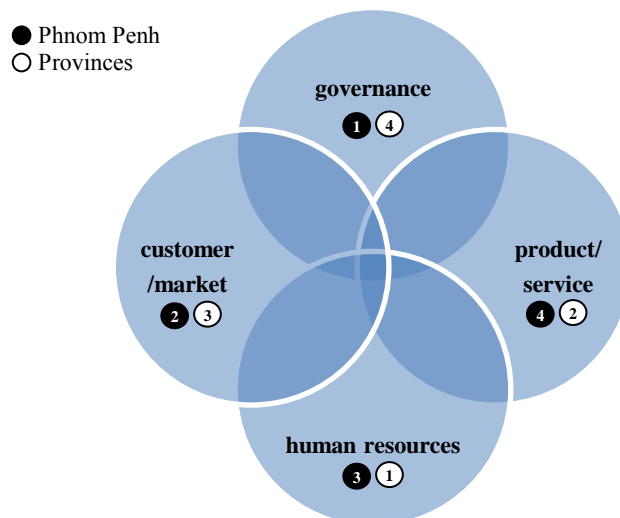 Phnom Penh
Provinces
governance
1 4
customer
/market
2 3
product/
service
4 2
human resources
3 1